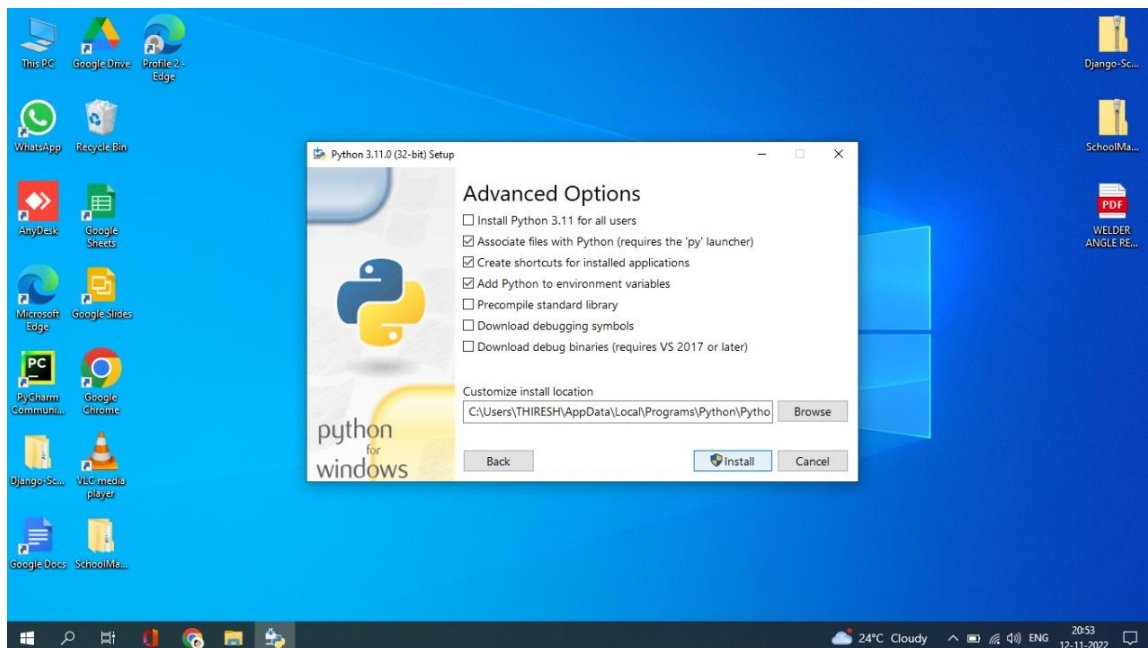 This PC
Google Drive
Profile 2 -
Edge
WhatsApp
Recycle Bin
AnyDesk
Google
Sheets
Microsoft
Edge
Google Slides
PC
PyCharm
Communi...
Google
Chrome
Django-Sc...
VLC media
player
Google Docs
SchoolMa...
Python 3.11.0 (32-bit) Setup
Advanced Options
Install Python 3.11 for all users
Associate files with Python (requires the 'py' launcher)
Create shortcuts for installed applications
Add Python to environment variables
Precompile standard library
Download debugging symbols
Download debug binaries (requires VS 2017 or later)
Customize install location
C:\Users\THIRESH\AppData\Local\Programs\Python\Pytho
Browse
python
for
windows
Back
Install
Cancel
Django-Sc...
SchoolMa...
PDF
WELDER
ANGLE RE...
24°C Cloudy
ENG
20:53
12-11-2022